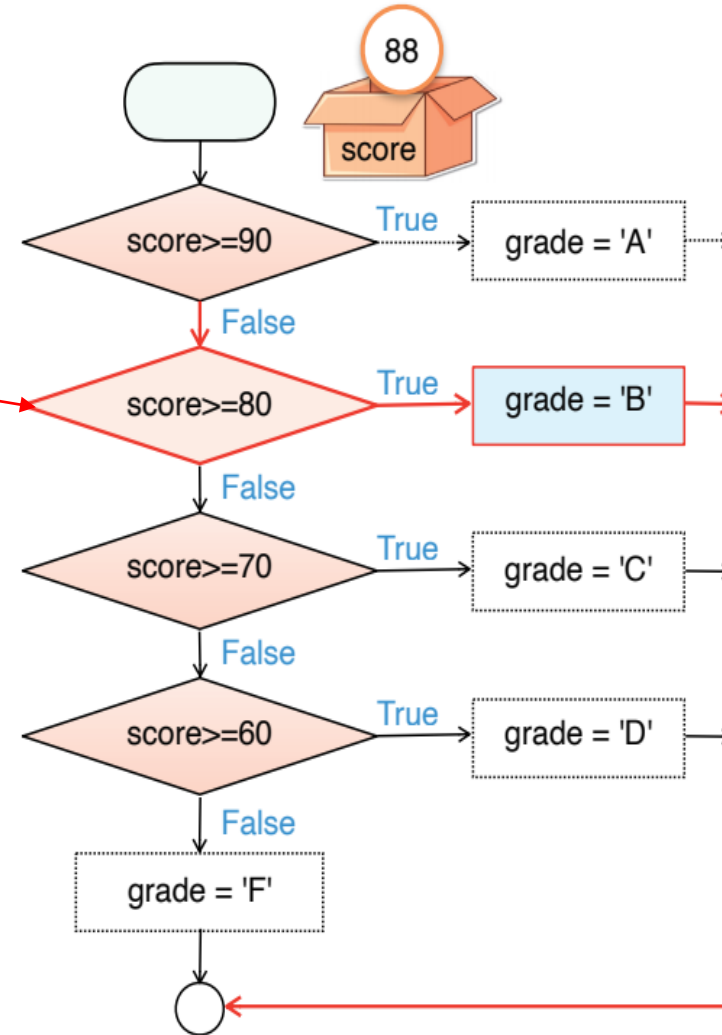 88
score
score>=90
True
grade = 'A'
False
score>=80
True
grade = 'B'
False
score>=70
True
grade = 'C'
False
score>=60
True
grade = 'D'
False
grade = 'F'